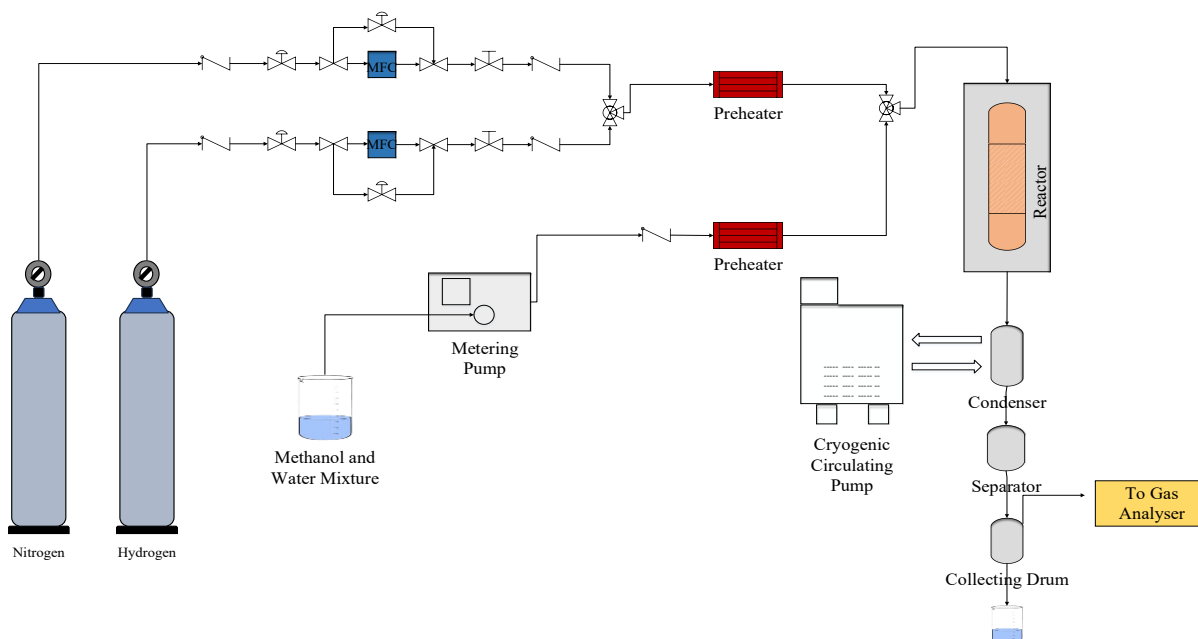 MFC
MFC
Preheater
Preheater
Reactor
Metering
Pump
Methanol and
Water Mixture
Nitrogen
Hydrogen
Cryogenic
Circulating
Pump
Condenser
Separator
To Gas
Analyser
Collecting Drum